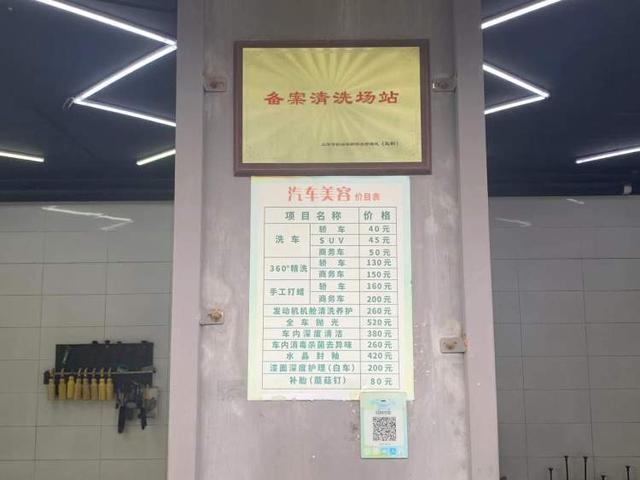 备案清洗场站
汽车美容 价目表
项目名称 价格
洗车 轿车 40元
SUV 45元
商务车 50元
360°精洗 轿车 130元
商务车 150元
手工打蜡 轿车 160元
商务车 200元
发动机机舱清洗养护 260元
全车抛光 520元
车内深度清洁 380元
车内消毒杀菌去异味 260元
水晶封釉 420元
漆面深度护理(白车) 200元
补胎(蘑菇钉) 80元